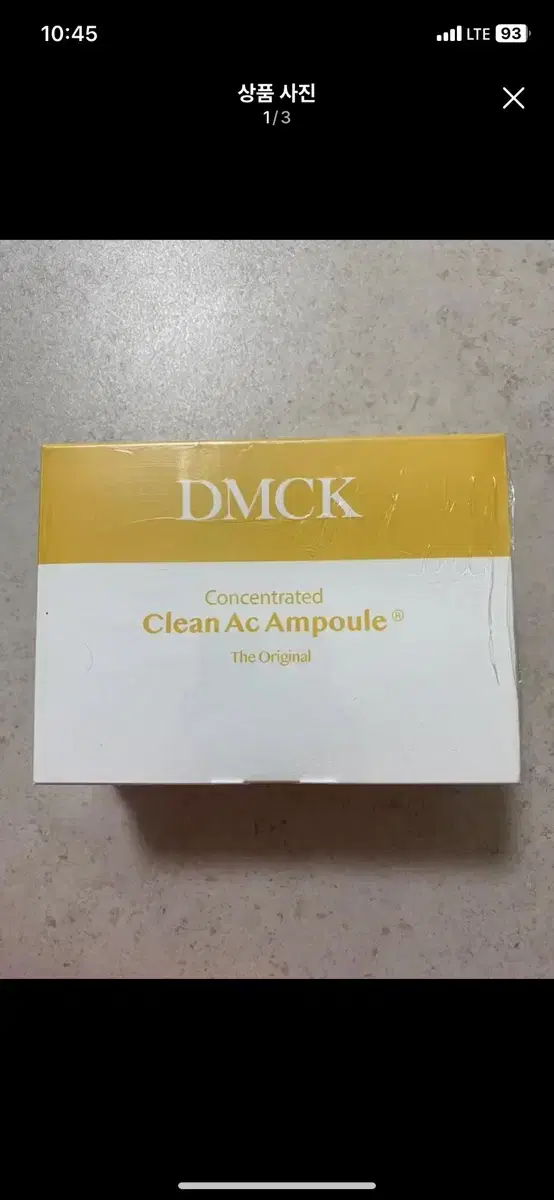 10:45
LTE 93
상품 사진
1/3
DMCK
Concentrated
Clean Ac Ampoule®
The Original